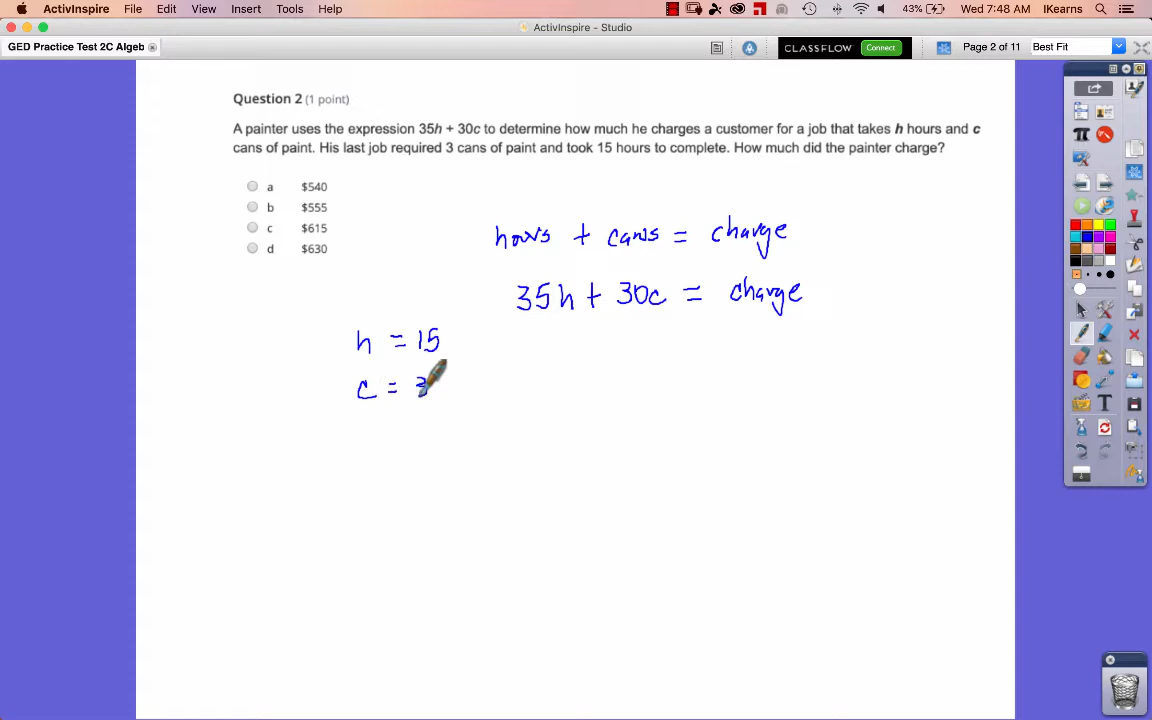 ActivInspire File Edit View Insert Tools Help 43% Wed 7:48 AM IKearns
ActivInspire - Studio
GED Practice Test 2C Algeb CLASSFLOW Connect Page 2 of 11 Best Fit
Question 2 (1 point)
A painter uses the expression 35h + 30c to determine how much he charges a customer for a job that takes h hours and c
cans of paint. His last job required 3 cans of paint and took 15 hours to complete. How much did the painter charge?
a $540
b $555
c $615
d $630
hours + cans = charge
35h + 30c = charge
h = 15
c = 3